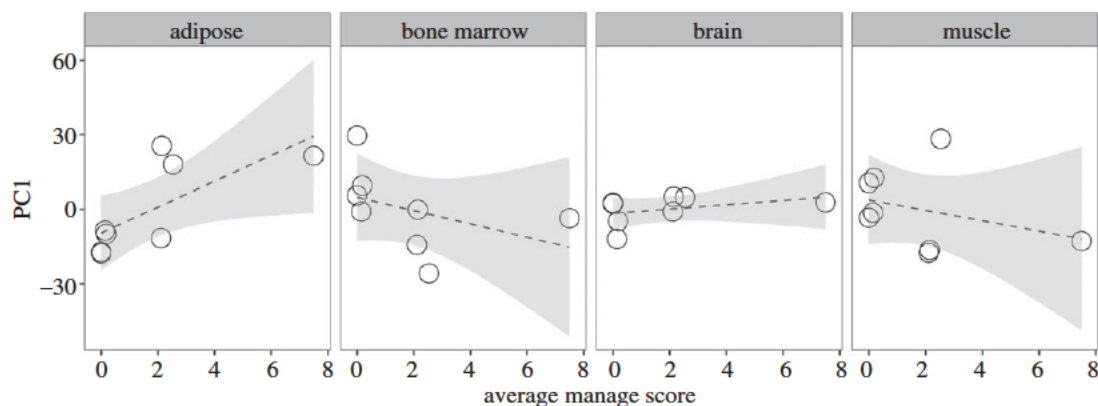 adipose bone marrow brain muscle
60
30
0
−30
PC1
0 2 4 6 8 0 2 4 6 8 0 2 4 6 8 0 2 4 6 8
average manage score